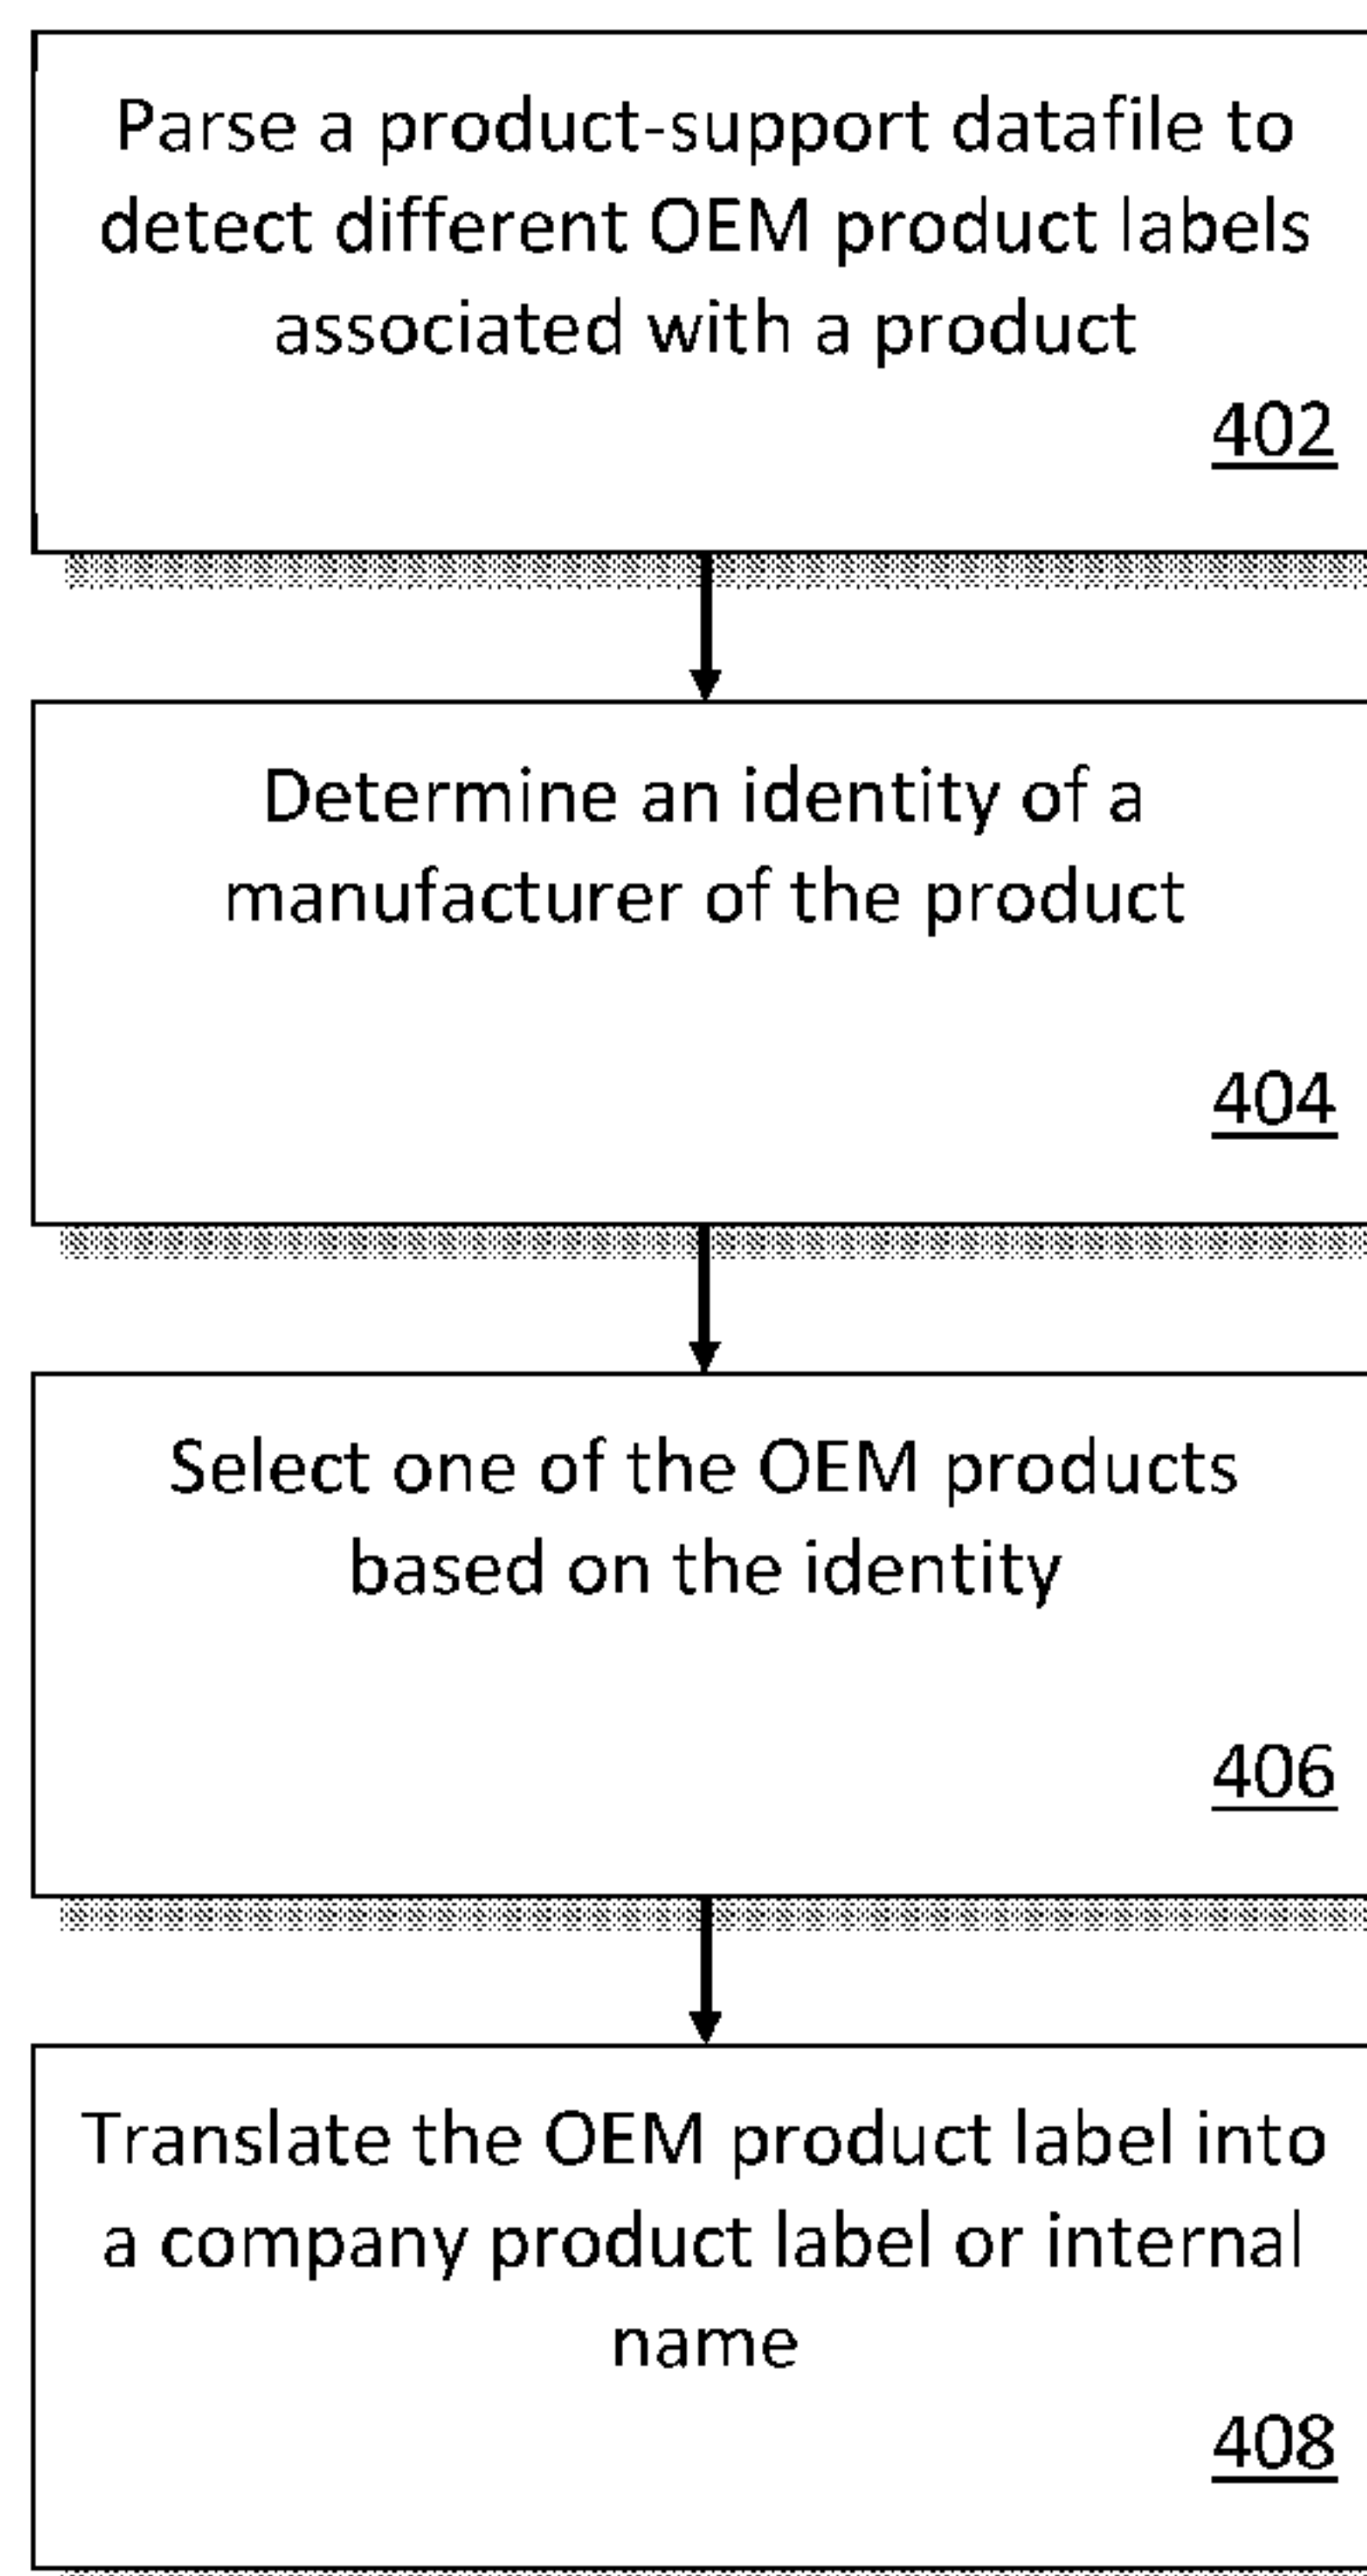 Parse a product-support datafile to
detect different OEM product labels
associated with a product
402
Determine an identity of a
manufacturer of the product
404
Select one of the OEM products
based on the identity
406
Translate the OEM product label into
a company product label or internal
name
408